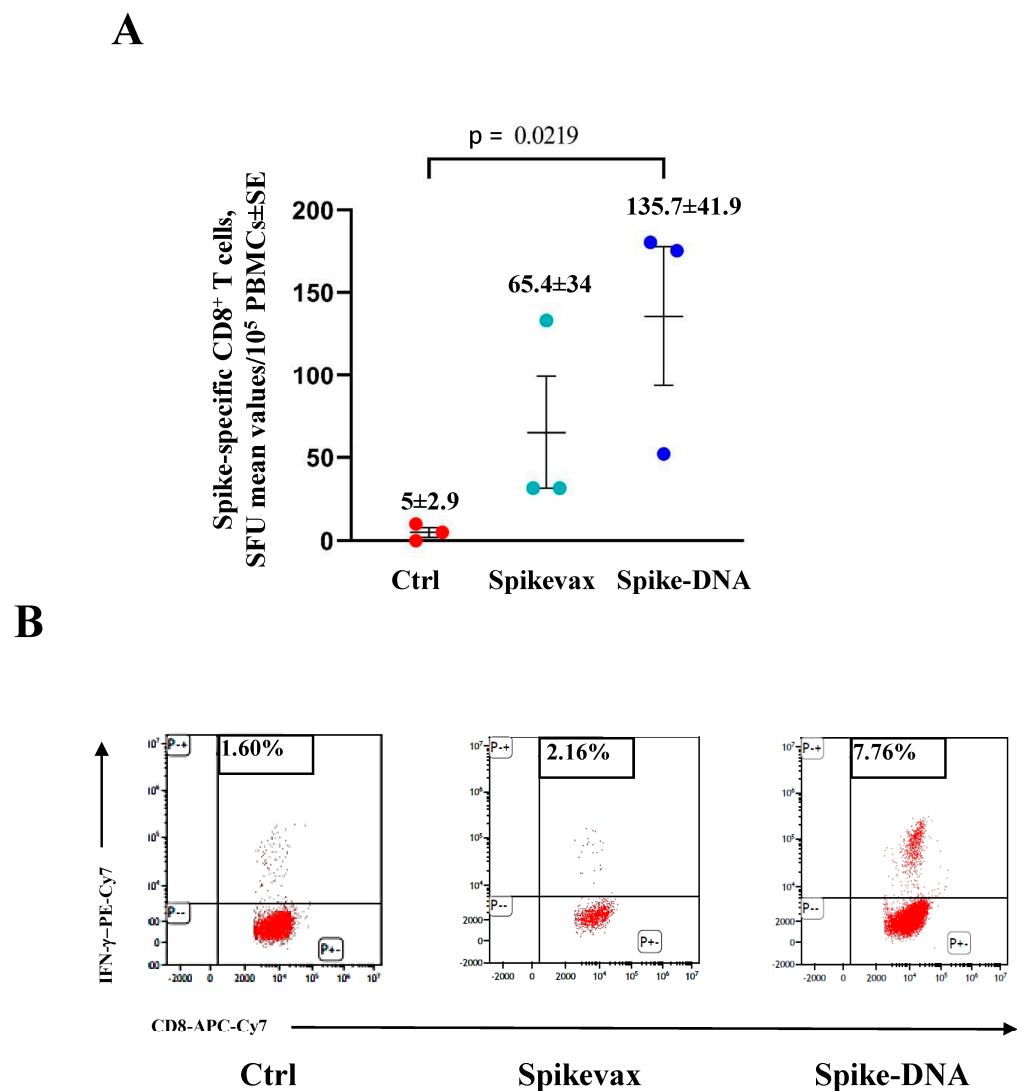 A
p = 0.0219
Spike-specific CD8⁺ T cells,
SFU mean values/10⁵ PBMCs±SE
200
150
100
50
0
5±2.9
65.4±34
135.7±41.9
Ctrl Spikevax Spike-DNA
B
IFN-γ–PE-Cy7
P-+
1.60%
10⁷
10⁶
10⁵
10⁴
P--
0
P+-
-2000 0 2000 10⁴ 10⁵ 10⁶ 10⁷
P-+
2.16%
10⁷
10⁶
10⁵
10⁴
P--
2000
0
-2000
P+-
-2000 0 2000 10⁴ 10⁵ 10⁶ 10⁷
P-+
7.76%
10⁷
10⁶
10⁵
10⁴
P--
2000
0
-2000
P+-
-2000 0 2000 10⁴ 10⁵ 10⁶ 10⁷
CD8-APC-Cy7
Ctrl Spikevax Spike-DNA